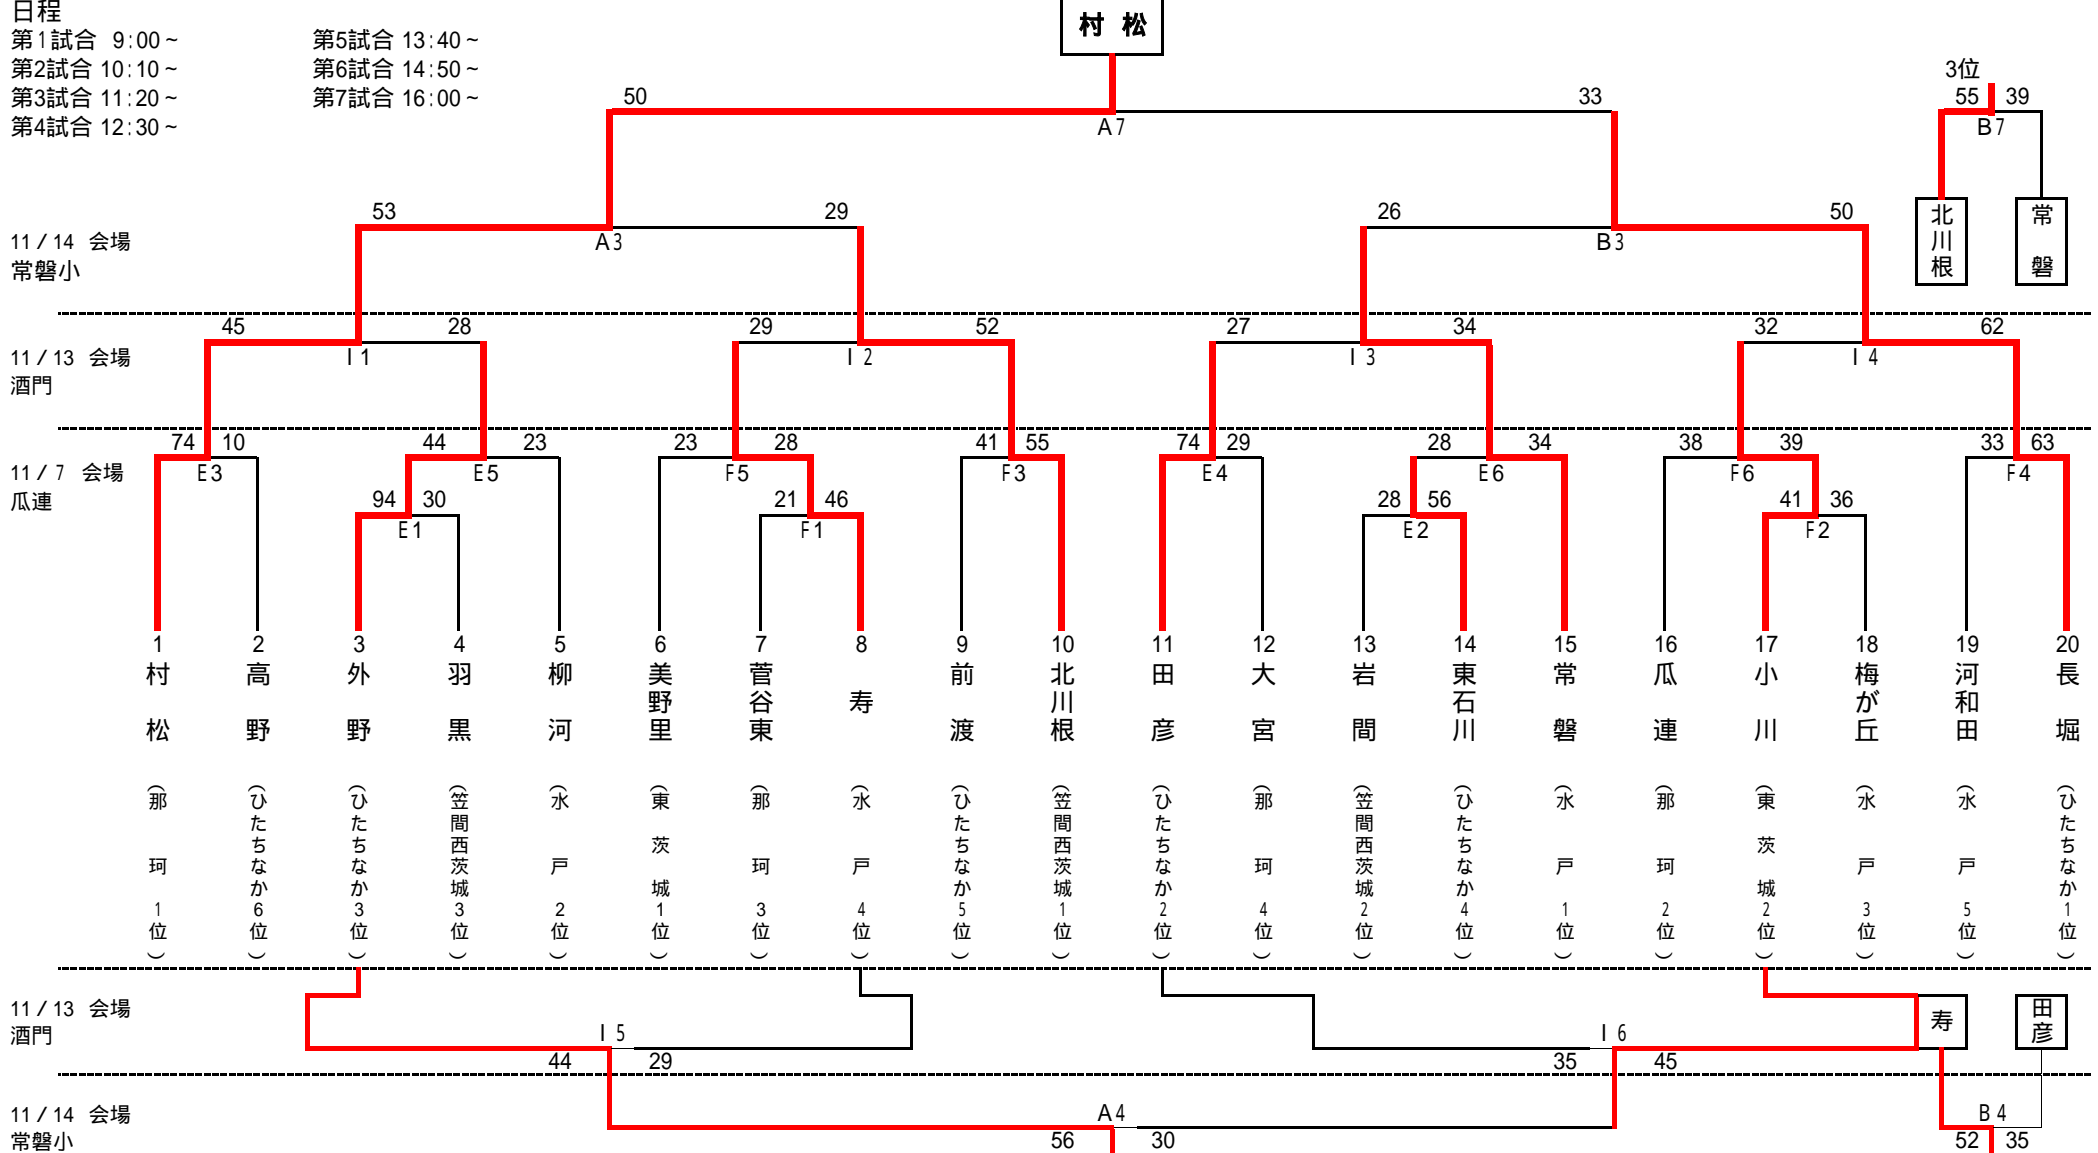 日程
第1試合 9:00～ 第5試合 13:40～
第2試合 10:10～ 第6試合 14:50～
第3試合 11:20～ 第7試合 16:00～
第4試合 12:30～
村 松
3位
50 33 55 39
A7 B7
53 29 26 50
A3 B3
北川根 常 磐
11/14 会場
常磐小
45 28 29 52 27 34 32 62
I1 I2 I3 I4
11/13 会場
酒門
74 10 44 23 23 28 41 55 74 29 28 34 38 39 33 63
E3 E5 F5 F3 E4 E6 F6 F4
11/7 会場
瓜連
94 30 21 46 28 56 41 36
E1 F1 E2 F2
1 2 3 4 5 6 7 8 9 10 11 12 13 14 15 16 17 18 19 20
村 松
高 野
外 野
羽 黒
柳 河
美野里
菅谷東
寿
前 渡
北川根
田 彦
大 宮
岩 間
東石川
常 磐
瓜 連
小 川
梅が丘
河和田
長 堀
(那 珂 1位)
(ひたちなか6位)
(ひたちなか3位)
(笠間西茨城3位)
(水 戸 2位)
(東 茨 城1位)
(那 珂 3位)
(水 戸 4位)
(ひたちなか5位)
(笠間西茨城1位)
(ひたちなか2位)
(那 珂 4位)
(笠間西茨城2位)
(ひたちなか4位)
(水 戸 1位)
(那 珂 2位)
(東 茨 城2位)
(水 戸 3位)
(水 戸 5位)
(ひたちなか1位)
11/13 会場
酒門
I5 I6
寿 田彦
44 29 35 45
11/14 会場
常磐小
A4 B4
56 30 52 35